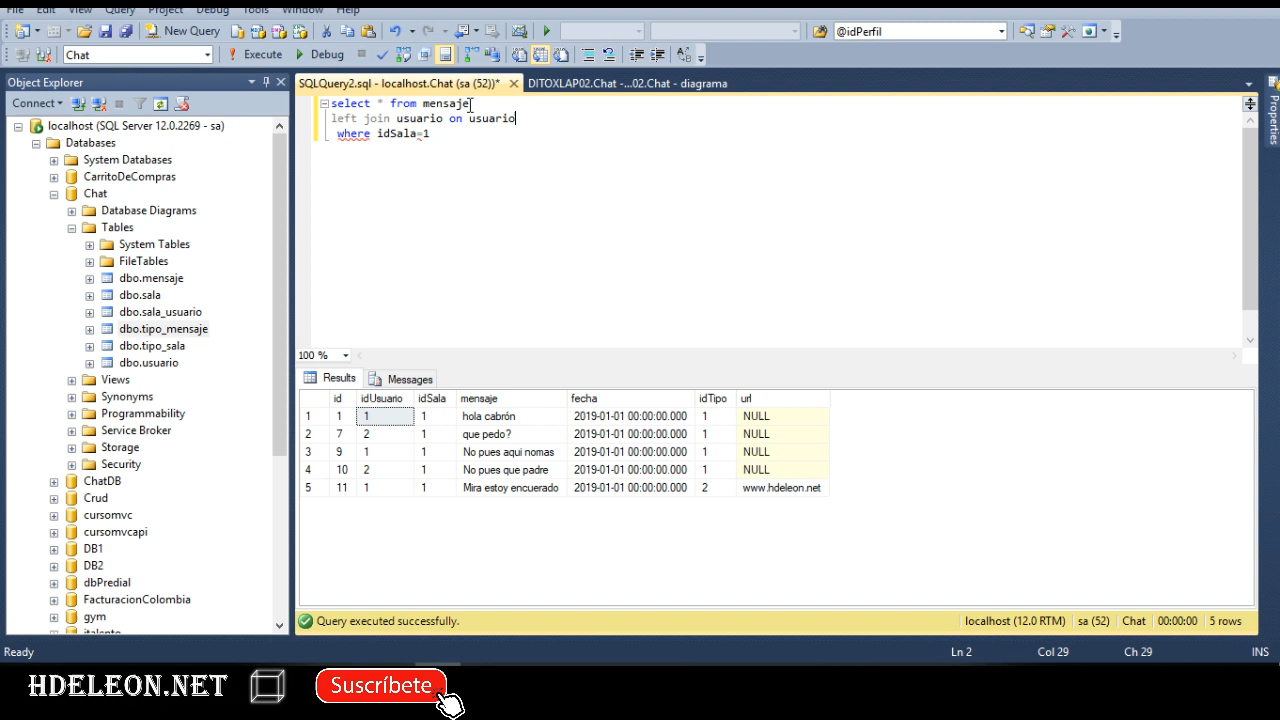 File Edit View Query Project Debug Tools Window Help
New Query @idPerfil
Chat Execute Debug
Object Explorer
SQLQuery2.sql - localhost.Chat (sa (52))* DITOXLAP02.Chat -...02.Chat - diagrama
Connect
select * from mensaje
left join usuario on usuario
where idSala=1
localhost (SQL Server 12.0.2269 - sa)
Databases
System Databases
CarritoDeCompras
Chat
Database Diagrams
Tables
System Tables
FileTables
dbo.mensaje
dbo.sala
dbo.sala_usuario
dbo.tipo_mensaje
dbo.tipo_sala
dbo.usuario
Views
Synonyms
Programmability
Service Broker
Storage
Security
ChatDB
Crud
cursomvc
cursomvcapi
DB1
DB2
dbPredial
FacturacionColombia
gym
Properties
100 %
Results Messages
id idUsuario idSala mensaje fecha idTipo url
1 1 1 1 hola cabrón 2019-01-01 00:00:00.000 1 NULL
2 7 2 1 que pedo? 2019-01-01 00:00:00.000 1 NULL
3 9 1 1 No pues aqui nomas 2019-01-01 00:00:00.000 1 NULL
4 10 2 1 No pues que padre 2019-01-01 00:00:00.000 1 NULL
5 11 1 1 Mira estoy encuerado 2019-01-01 00:00:00.000 2 www.hdeleon.net
Query executed successfully. localhost (12.0 RTM) sa (52) Chat 00:00:00 5 rows
Ready Ln 2 Col 29 Ch 29 INS
HDELEON.NET Suscríbete